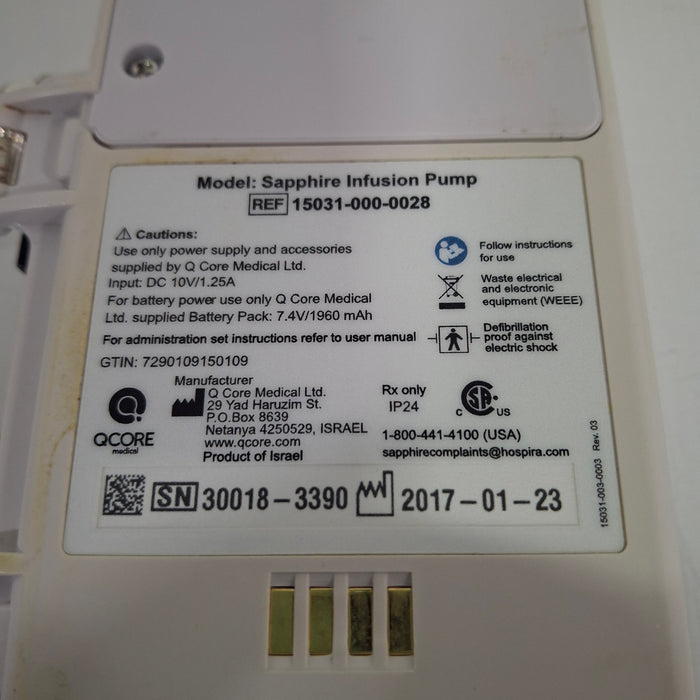 Model: Sapphire Infusion Pump
REF 15031-000-0028
Cautions:
Use only power supply and accessories
supplied by Q Core Medical Ltd.
Input: DC 10V/1.25A
For battery power use only Q Core Medical
Ltd. supplied Battery Pack: 7.4V/1960 mAh
For administration set instructions refer to user manual
GTIN: 7290109150109
Follow instructions
for use
Waste electrical
and electronic
equipment (WEEE)
Defibrillation
proof against
electric shock
QCORE
medical
Manufacturer
Q Core Medical Ltd.
29 Yad Haruzim St.
P.O.Box 8639
Netanya 4250529, ISRAEL
www.qcore.com
Product of Israel
Rx only
IP24
C SA US
1-800-441-4100 (USA)
sapphirecomplaints@hospira.com
SN 30018-3390 2017-01-23
15031-003-0003 Rev. 03